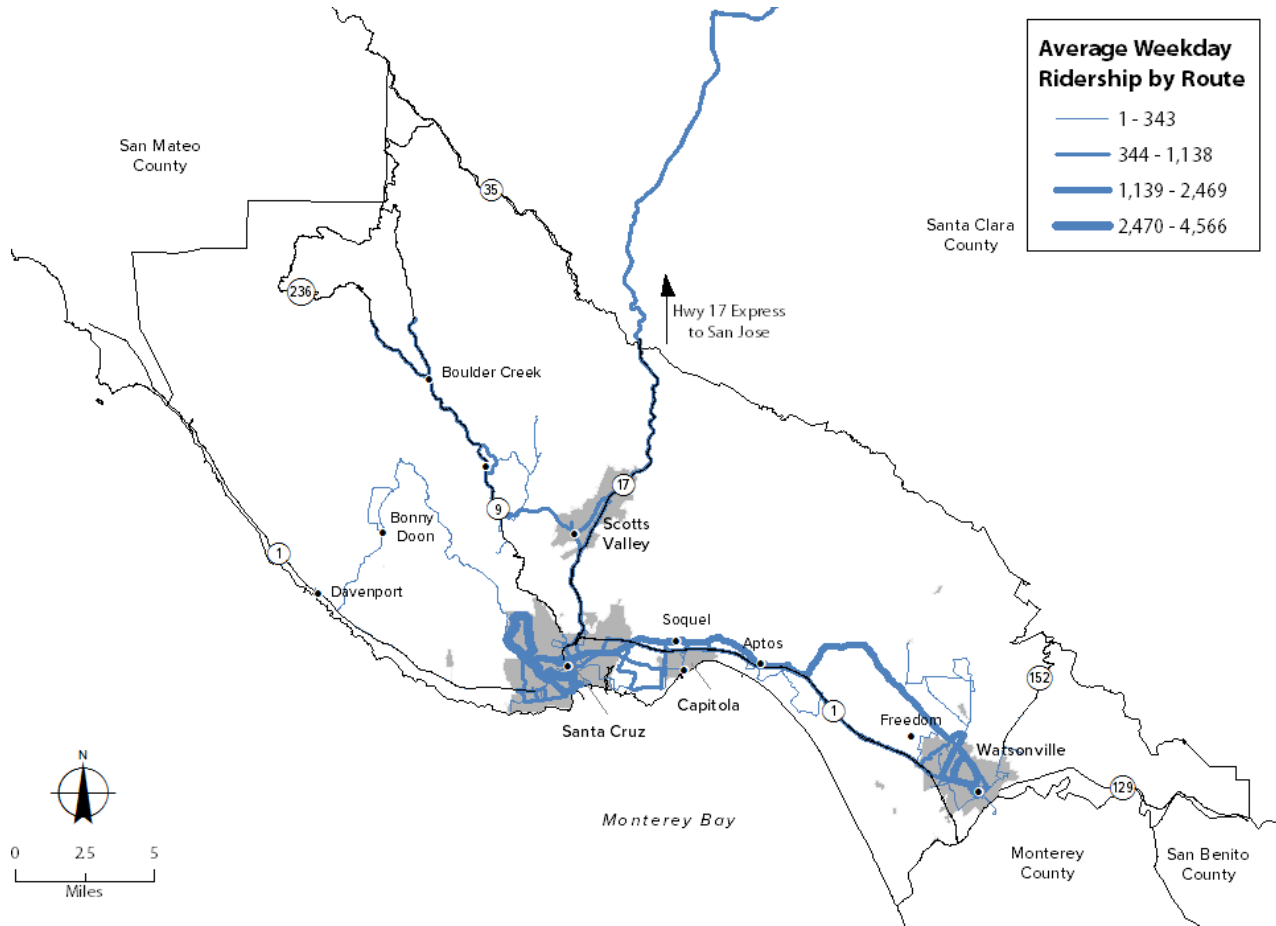 Average Weekday
Ridership by Route
1 - 343
344 - 1,138
1,139 - 2,469
2,470 - 4,566
San Mateo
County
35
Santa Clara
County
236
Hwy 17 Express
to San Jose
Boulder Creek
17
9
Bonny
Doon
Scotts
Valley
1
Davenport
Soquel
Aptos
152
Capitola
1
Freedom
Santa Cruz
Watsonville
N
129
Monterey Bay
0 2.5 5
Miles
Monterey
County
San Benito
County